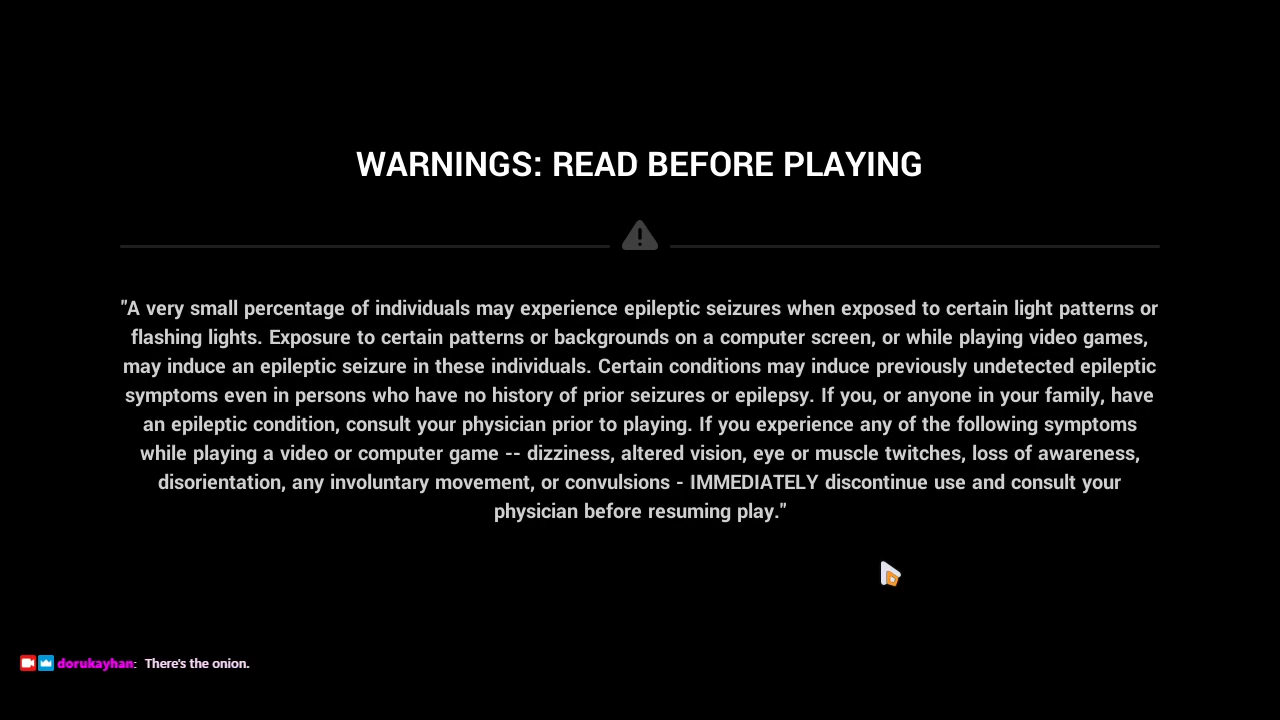 WARNINGS: READ BEFORE PLAYING
"A very small percentage of individuals may experience epileptic seizures when exposed to certain light patterns or
flashing lights. Exposure to certain patterns or backgrounds on a computer screen, or while playing video games,
may induce an epileptic seizure in these individuals. Certain conditions may induce previously undetected epileptic
symptoms even in persons who have no history of prior seizures or epilepsy. If you, or anyone in your family, have
an epileptic condition, consult your physician prior to playing. If you experience any of the following symptoms
while playing a video or computer game -- dizziness, altered vision, eye or muscle twitches, loss of awareness,
disorientation, any involuntary movement, or convulsions - IMMEDIATELY discontinue use and consult your
physician before resuming play."
dorukayhan: There's the onion.